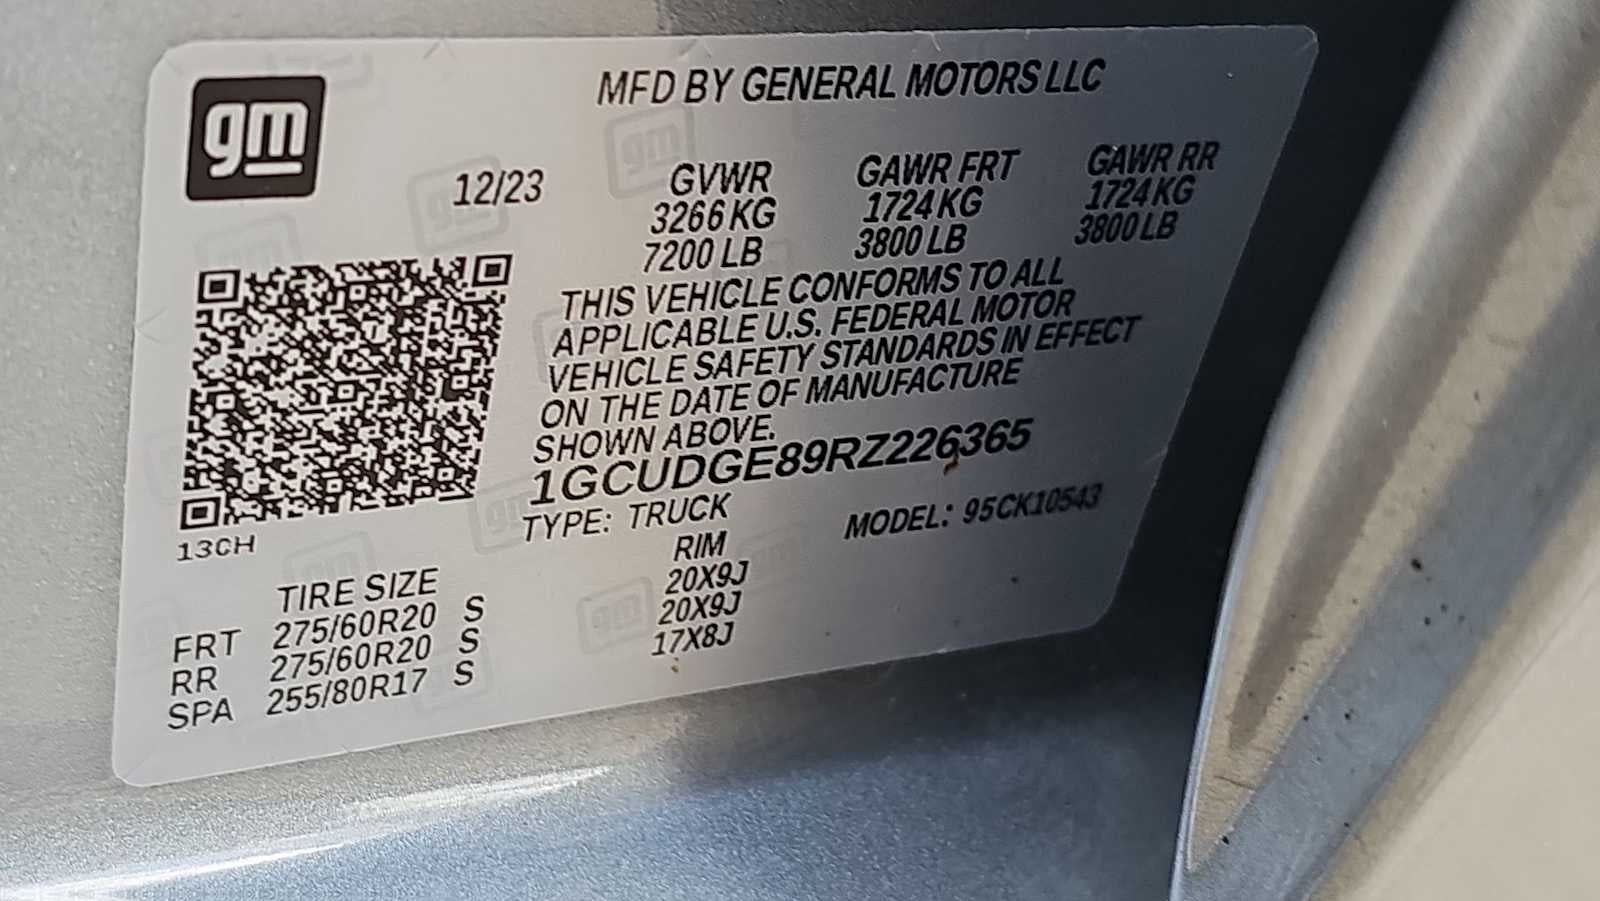 gm
MFD BY GENERAL MOTORS LLC
12/23
GVWR GAWR FRT GAWR RR
3266 KG 1724 KG 1724 KG
7200 LB 3800 LB 3800 LB
THIS VEHICLE CONFORMS TO ALL
APPLICABLE U.S. FEDERAL MOTOR
VEHICLE SAFETY STANDARDS IN EFFECT
ON THE DATE OF MANUFACTURE
SHOWN ABOVE.
1GCUDGE89RZ226365
TYPE: TRUCK MODEL: 95CK10543
13CH
TIRE SIZE RIM
FRT 275/60R20 S 20X9J
RR 275/60R20 S 20X9J
SPA 255/80R17 S 17X8J